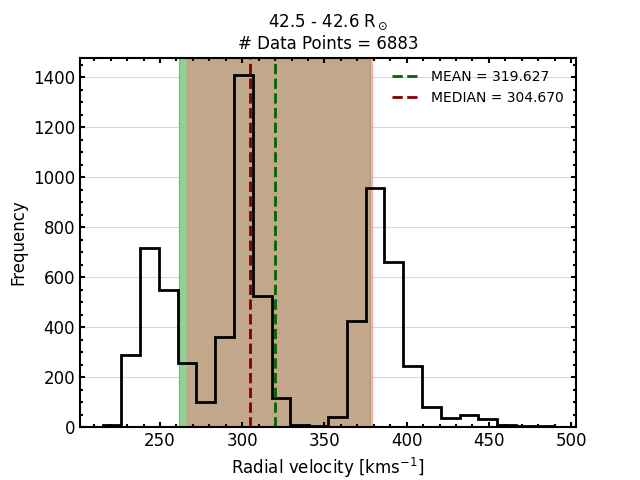 42.5 - 42.6 R⊙
# Data Points = 6883
MEAN = 319.627
MEDIAN = 304.670
Frequency
1400
1200
1000
800
600
400
200
0
250 300 350 400 450 500
Radial velocity [kms⁻¹]